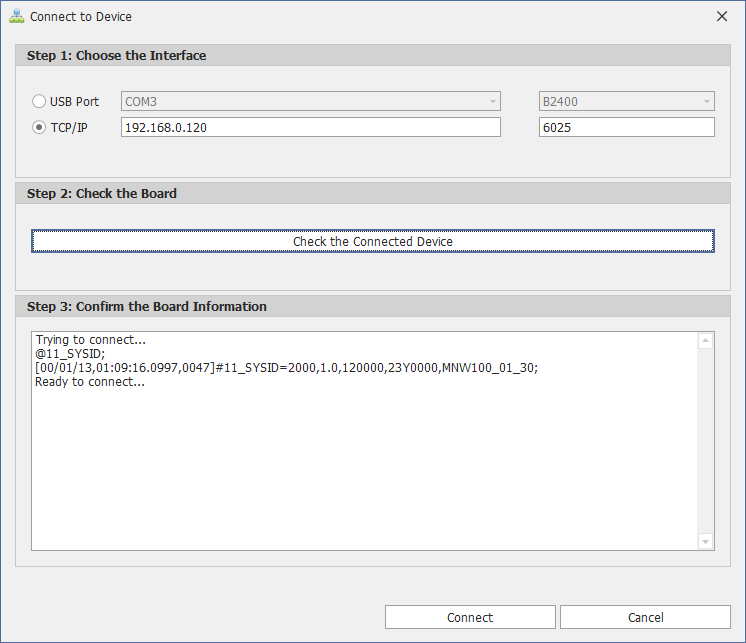 Connect to Device
Step 1: Choose the Interface
USB Port COM3 B2400
TCP/IP 192.168.0.120 6025
Step 2: Check the Board
Check the Connected Device
Step 3: Confirm the Board Information
Trying to connect...
@11_SYSID;
[00/01/13,01:09:16.0997,0047]#11_SYSID=2000,1.0,120000,23Y0000,MNW100_01_30;
Ready to connect...
Connect Cancel